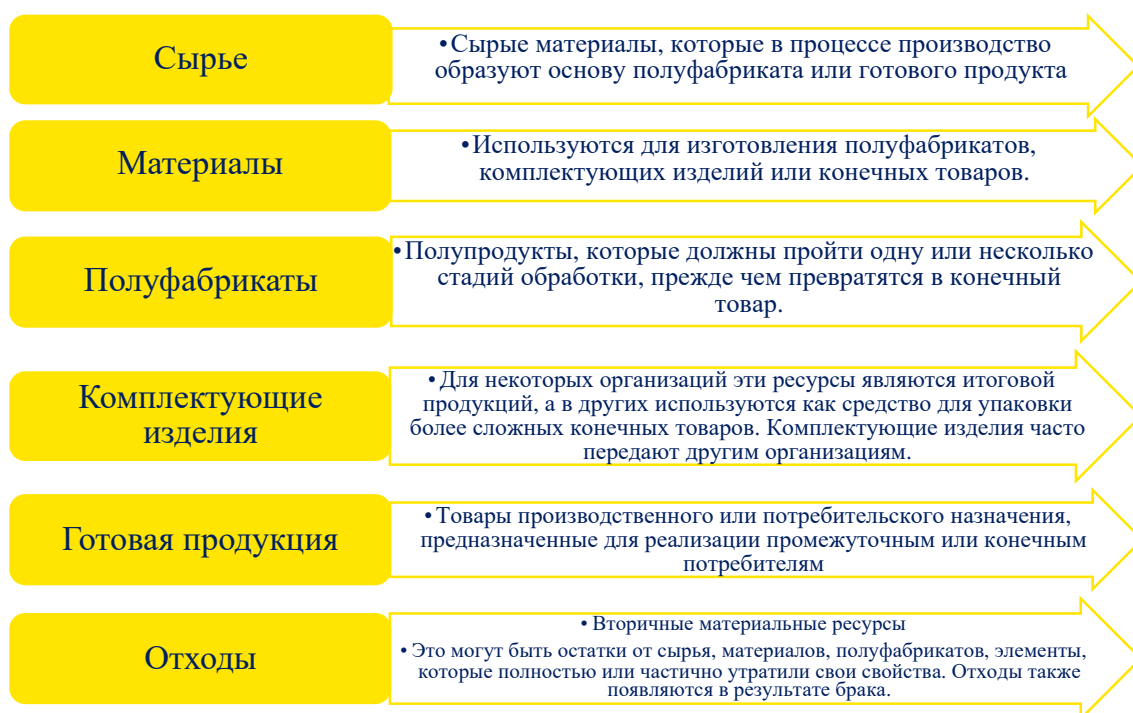 Сырье
•Сырые материалы, которые в процессе производство
образуют основу полуфабриката или готового продукта
Материалы
•Используются для изготовления полуфабрикатов,
комплектующих изделий или конечных товаров.
Полуфабрикаты
•Полупродукты, которые должны пройти одну или несколько
стадий обработки, прежде чем превратятся в конечный
товар.
Комплектующие
изделия
•Для некоторых организаций эти ресурсы являются итоговой
продукций, а в других используются как средство для упаковки
более сложных конечных товаров. Комплектующие изделия часто
передают другим организациям.
Готовая продукция
•Товары производственного или потребительского назначения,
предназначенные для реализации промежуточным или конечным
потребителям
Отходы
•Вторичные материальные ресурсы
•Это могут быть остатки от сырья, материалов, полуфабрикатов, элементы,
которые полностью или частично утратили свои свойства. Отходы также
появляются в результате брака.